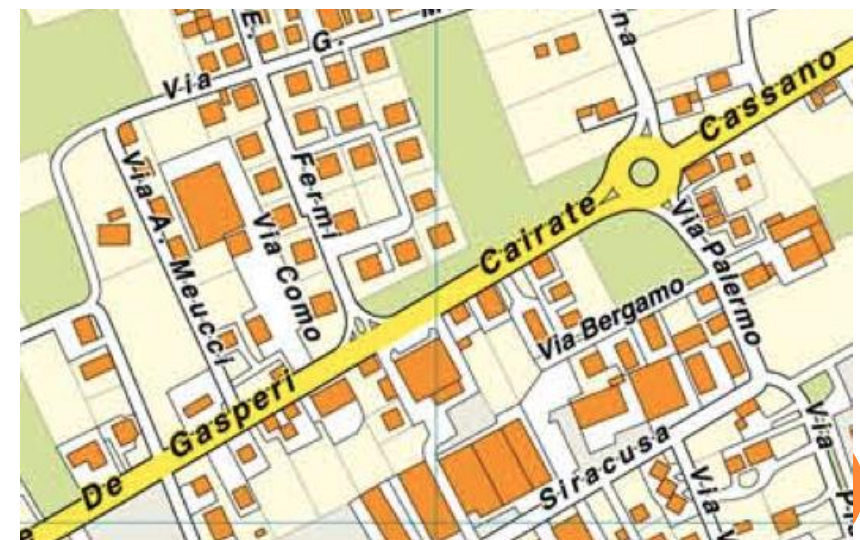 E.
G.
Via
Via A. Meucci
Via Como
Fermi
De Gasperi
Cairate
Cassano
Via Palermo
Via Bergamo
Siracusa
Via
Via